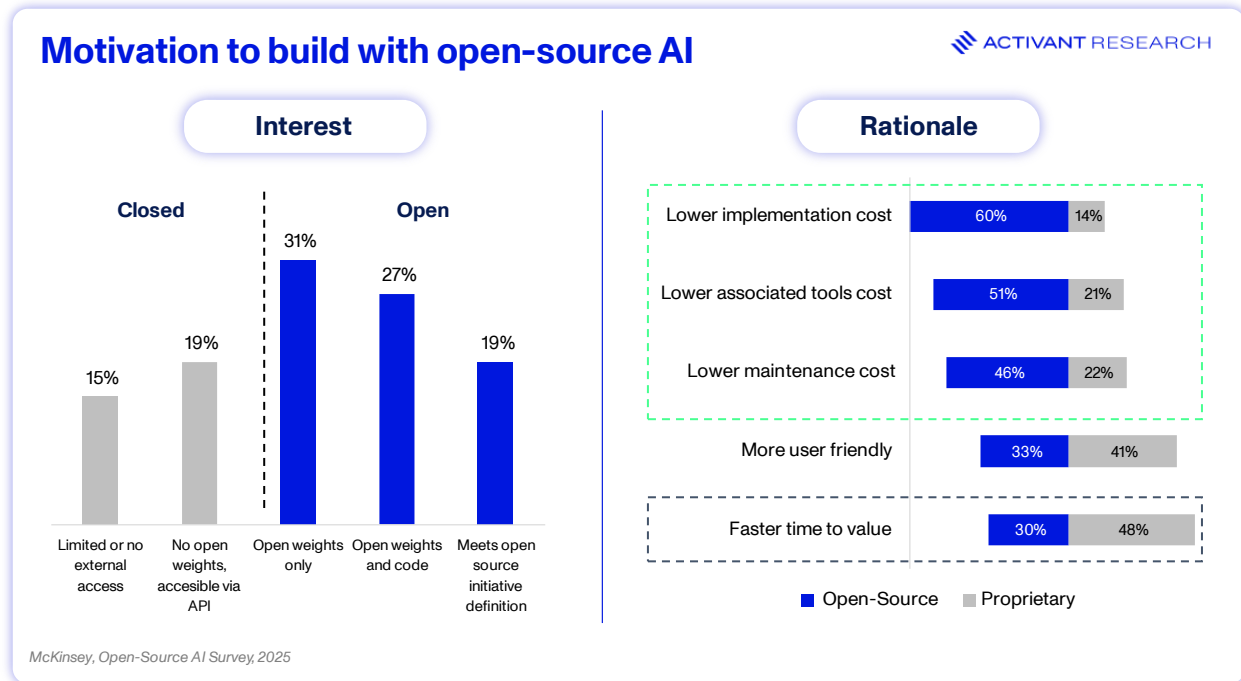 Motivation to build with open-source AI
ACTIVANT RESEARCH
Interest
Closed
Open
15%
19%
31%
27%
19%
Limited or no
external
access
No open
weights,
accesible via
API
Open weights
only
Open weights
and code
Meets open
source
initiative
definition
Rationale
Lower implementation cost
60%
14%
Lower associated tools cost
51%
21%
Lower maintenance cost
46%
22%
More user friendly
33%
41%
Faster time to value
30%
48%
Open-Source
Proprietary
McKinsey, Open-Source AI Survey, 2025